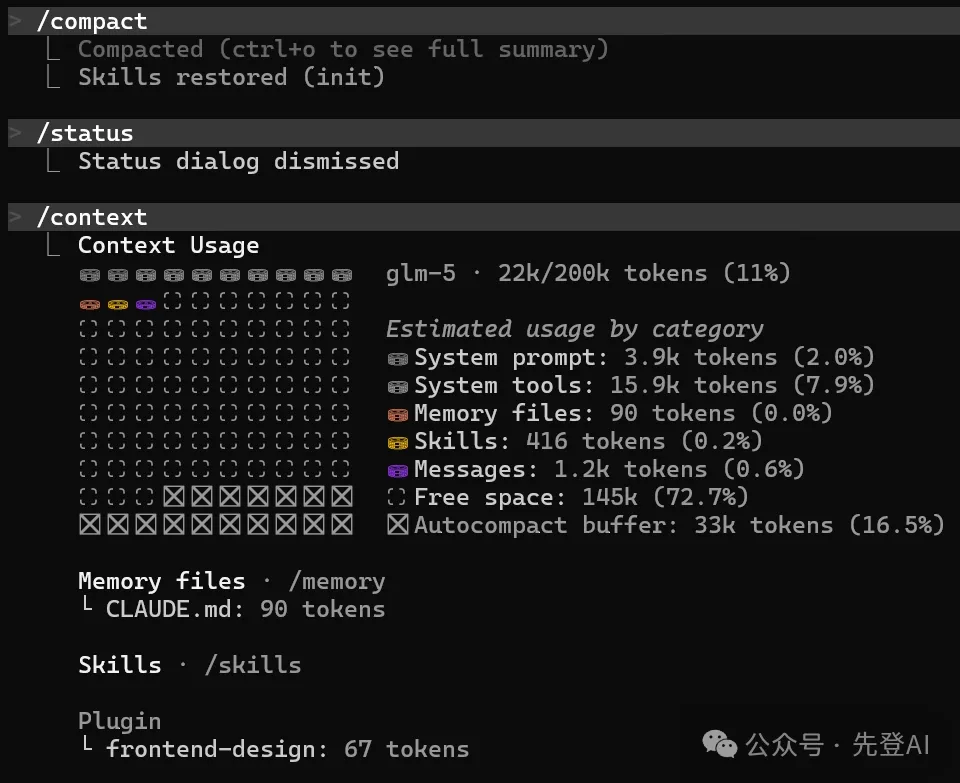 > /compact
Compacted (ctrl+o to see full summary)
Skills restored (init)
> /status
Status dialog dismissed
> /context
Context Usage
glm-5 · 22k/200k tokens (11%)
Estimated usage by category
System prompt: 3.9k tokens (2.0%)
System tools: 15.9k tokens (7.9%)
Memory files: 90 tokens (0.0%)
Skills: 416 tokens (0.2%)
Messages: 1.2k tokens (0.6%)
Free space: 145k (72.7%)
Autocompact buffer: 33k tokens (16.5%)
Memory files · /memory
CLAUDE.md: 90 tokens
Skills · /skills
Plugin
frontend-design: 67 tokens
公众号 · 先登AI